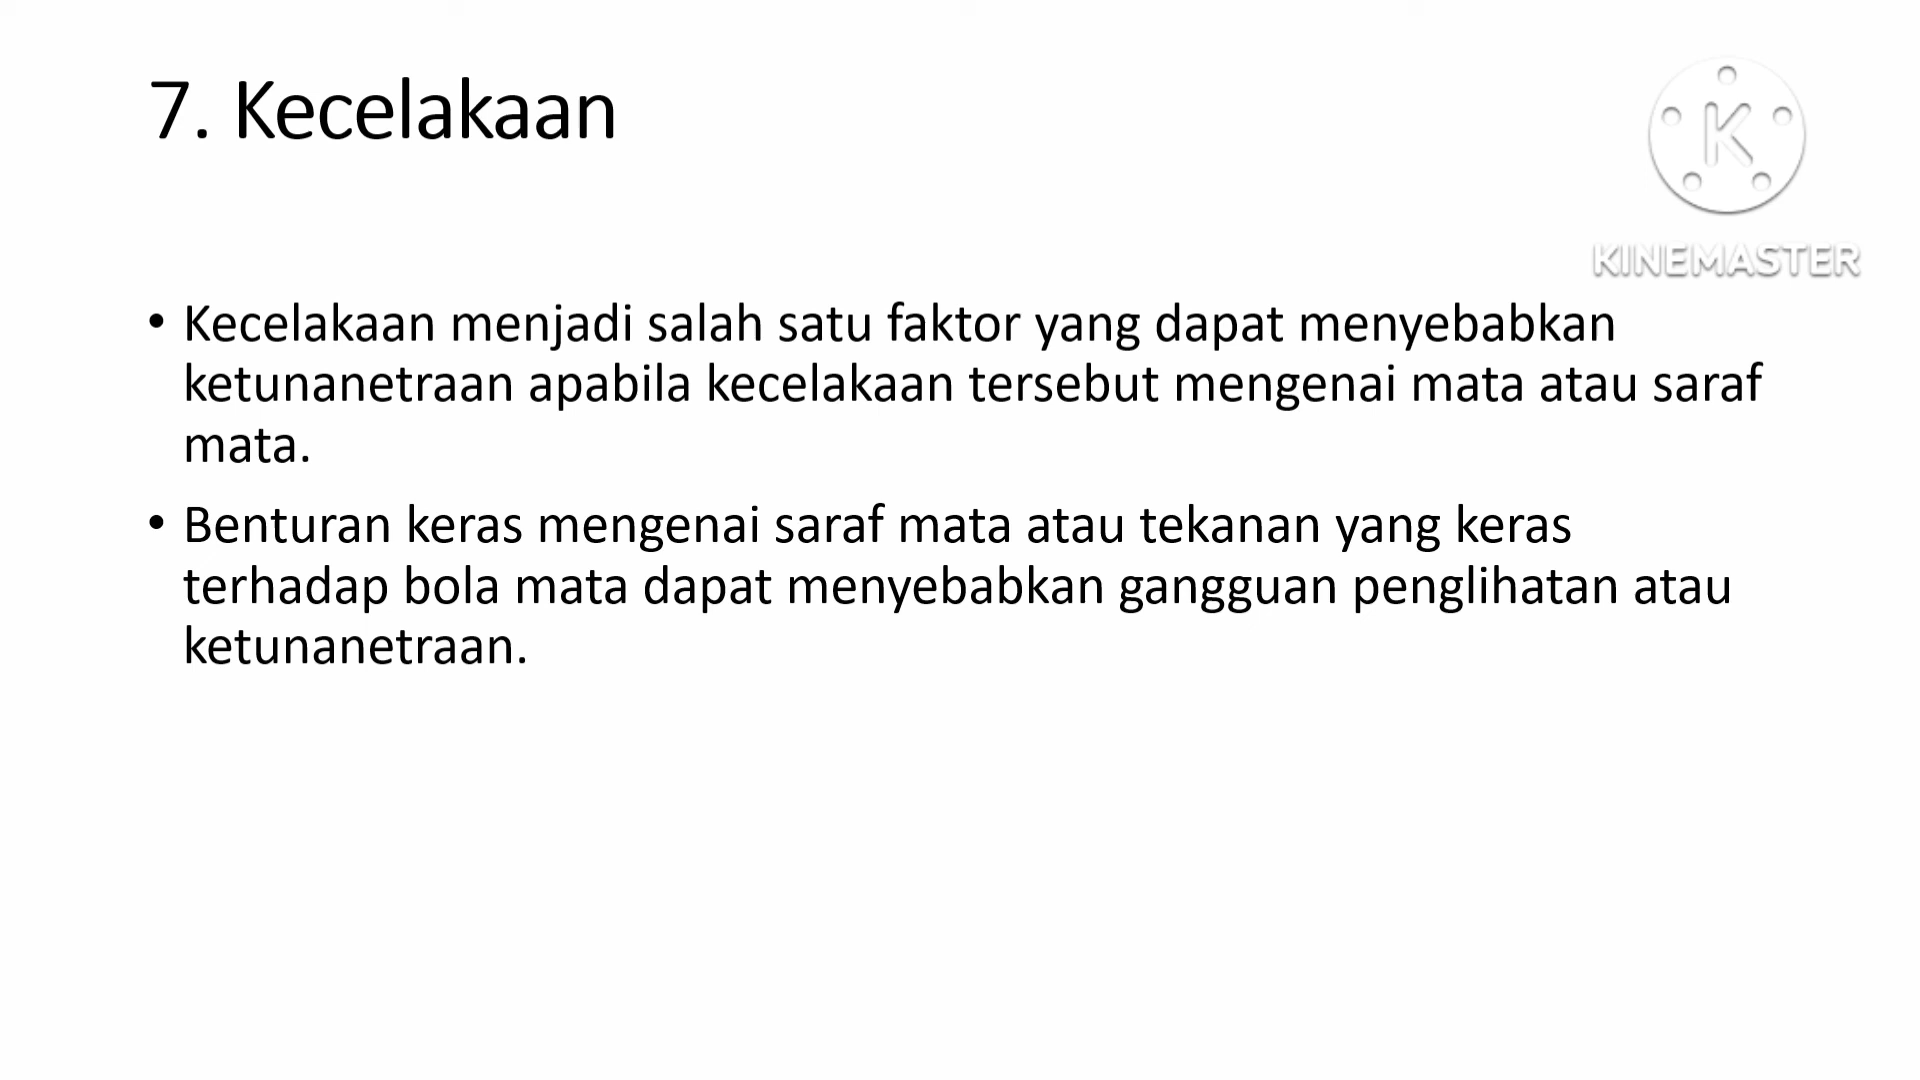 7. Kecelakaan
K
KINEMASTER
• Kecelakaan menjadi salah satu faktor yang dapat menyebabkan
ketunanetraan apabila kecelakaan tersebut mengenai mata atau saraf
mata.
• Benturan keras mengenai saraf mata atau tekanan yang keras
terhadap bola mata dapat menyebabkan gangguan penglihatan atau
ketunanetraan.